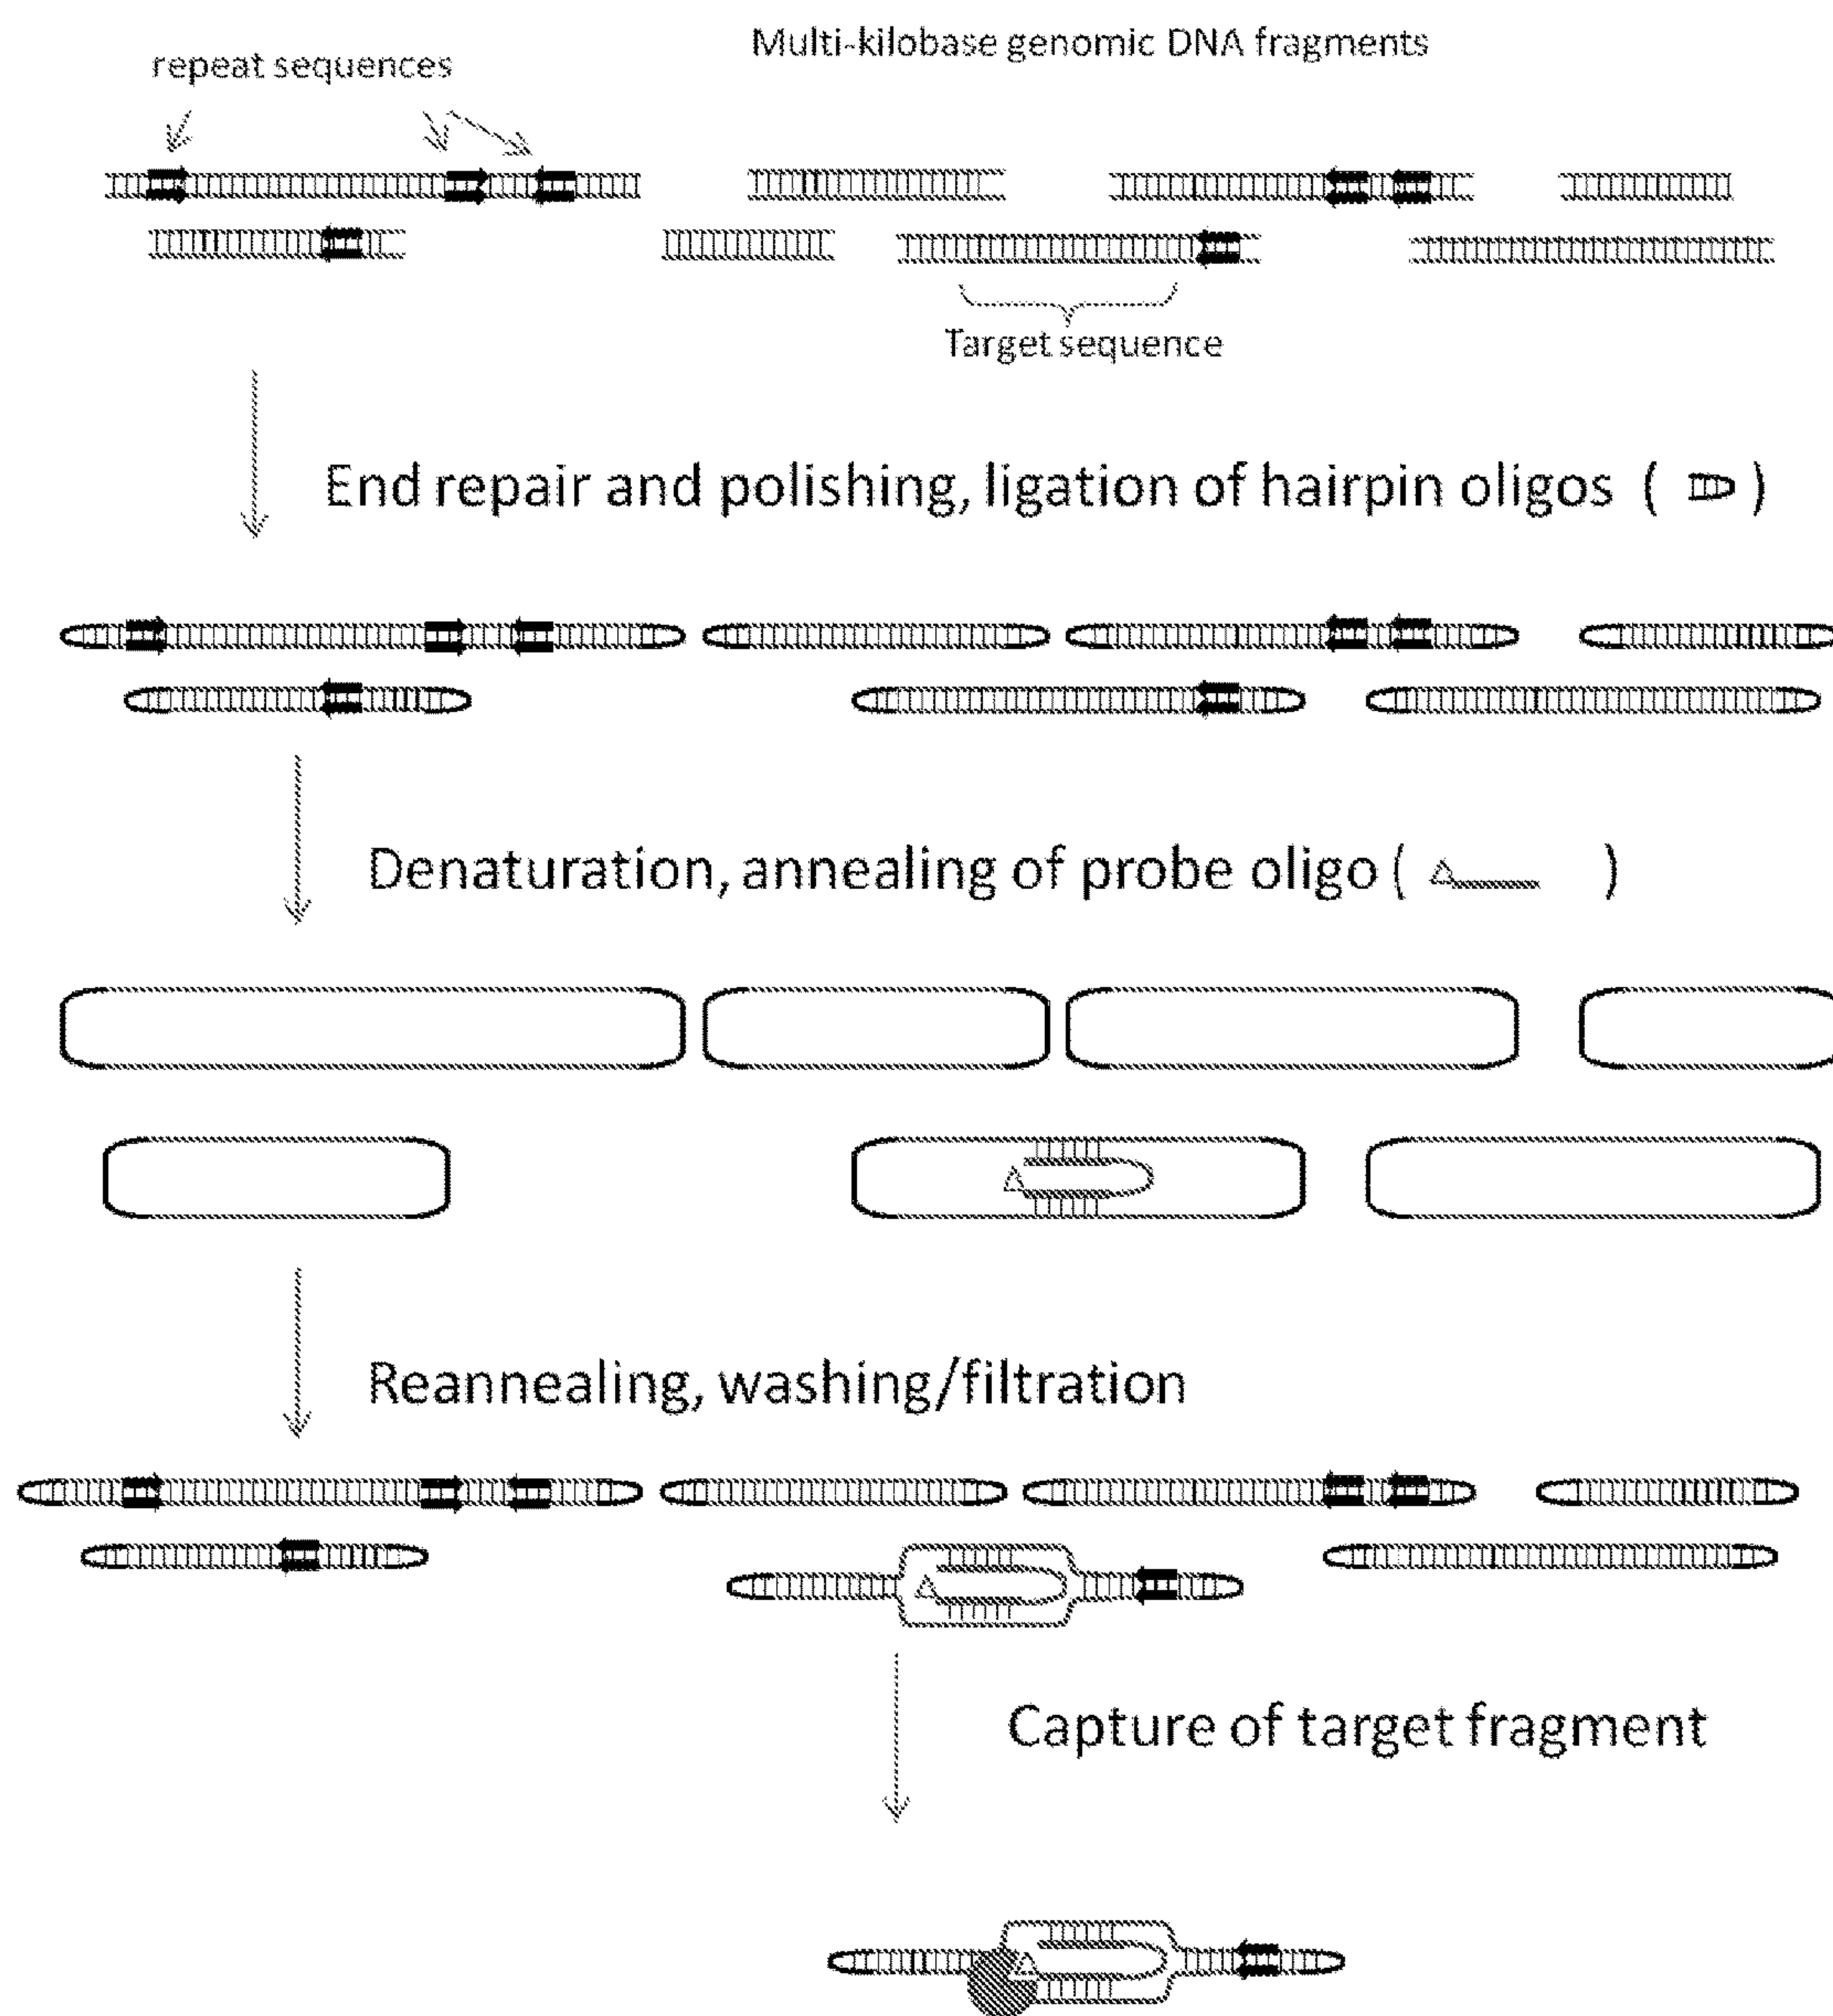 Multi-kilobase genomic DNA fragments
repeat sequences
Target sequence
End repair and polishing, ligation of hairpin oligos ( )
Denaturation, annealing of probe oligo ( )
Reannealing, washing/filtration
Capture of target fragment